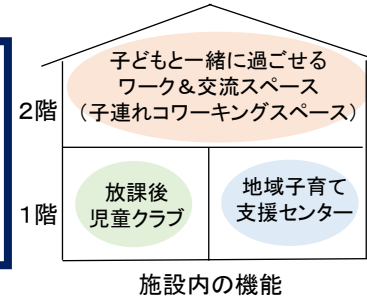 子どもと一緒に過ごせる
ワーク＆交流スペース
（子連れコワーキングスペース）
2階
放課後
児童クラブ
地域子育て
支援センター
1階
施設内の機能